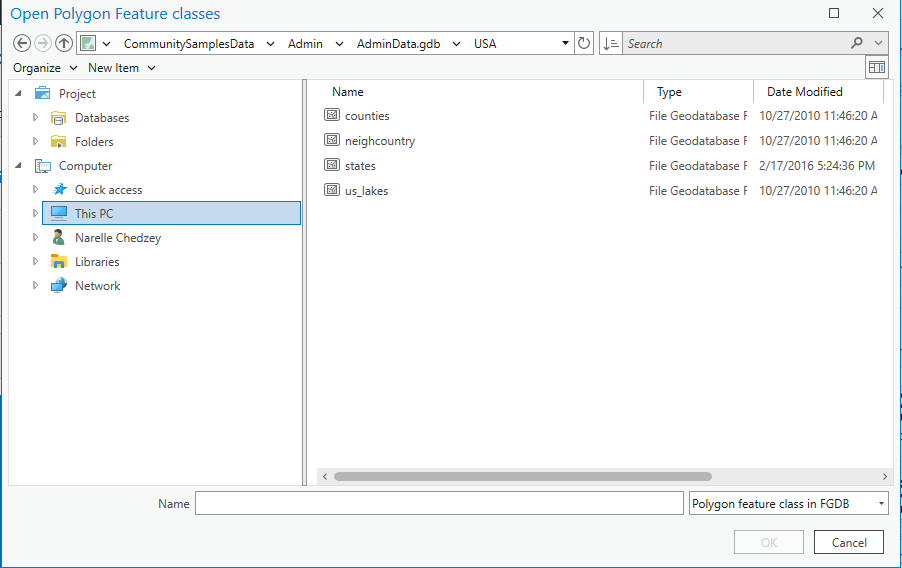 Open Polygon Feature classes
CommunitySamplesData Admin AdminData.gdb USA Search
Organize New Item
Project
Databases
Folders
Computer
Quick access
This PC
Narelle Chedzey
Libraries
Network
Name Type Date Modified
counties File Geodatabase F 10/27/2010 11:46:20 A
neighcountry File Geodatabase F 10/27/2010 11:46:20 A
states File Geodatabase F 2/17/2016 5:24:36 PM
us_lakes File Geodatabase F 10/27/2010 11:46:20 A
Name Polygon feature class in FGDB
OK Cancel